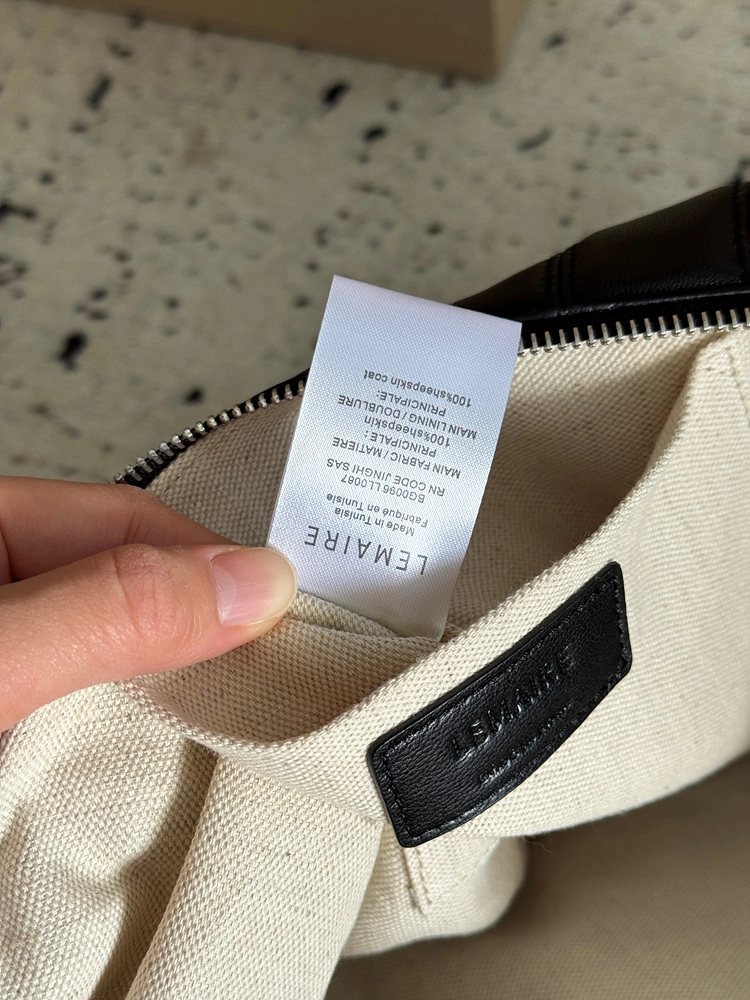 LEMAIRE
Made in Tunisia
Fabriqué en Tunisie
BG0096 LL0067
RN CODE JINGHI SAS
MAIN FABRIC / MATIERE
PRINCIPALE :
100%sheepskin
MAIN LINING / DOUBLURE
PRINCIPALE:
100%sheepskin coat
LEMAIRE